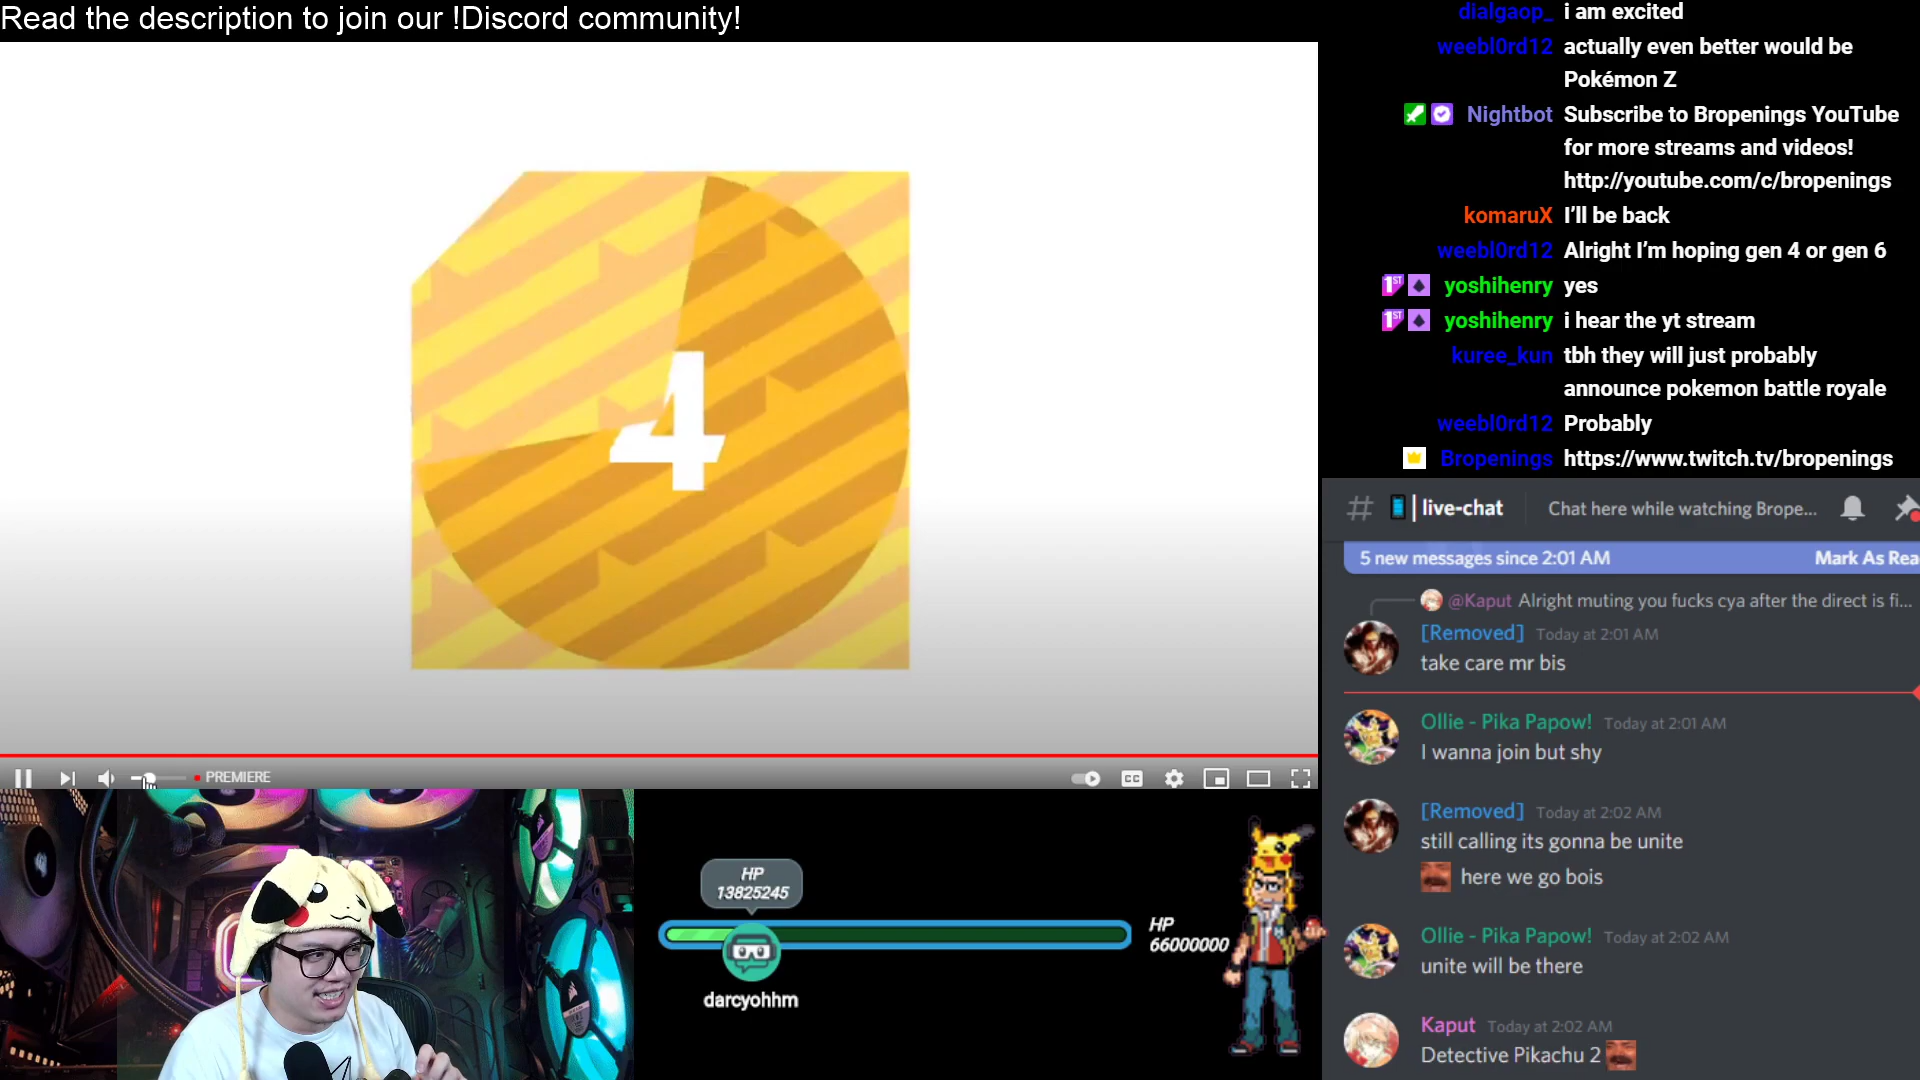 Read the description to join our !Discord community!
4
PREMIERE
CC
HP
13825245
HP
66000000
darcyohhm
dialgaop_ i am excited
weebl0rd12 actually even better would be
Pokémon Z
Nightbot Subscribe to Bropenings YouTube
for more streams and videos!
http://youtube.com/c/bropenings
komaruX I'll be back
weebl0rd12 Alright I'm hoping gen 4 or gen 6
1ST yoshihenry yes
1ST yoshihenry i hear the yt stream
kuree_kun tbh they will just probably
announce pokemon battle royale
weebl0rd12 Probably
Bropenings https://www.twitch.tv/bropenings
# | live-chat Chat here while watching Brope...
5 new messages since 2:01 AM Mark As Rea
@Kaput Alright muting you fucks cya after the direct is fi...
[Removed] Today at 2:01 AM
take care mr bis
Ollie - Pika Papow! Today at 2:01 AM
I wanna join but shy
[Removed] Today at 2:02 AM
still calling its gonna be unite
here we go bois
Ollie - Pika Papow! Today at 2:02 AM
unite will be there
Kaput Today at 2:02 AM
Detective Pikachu 2